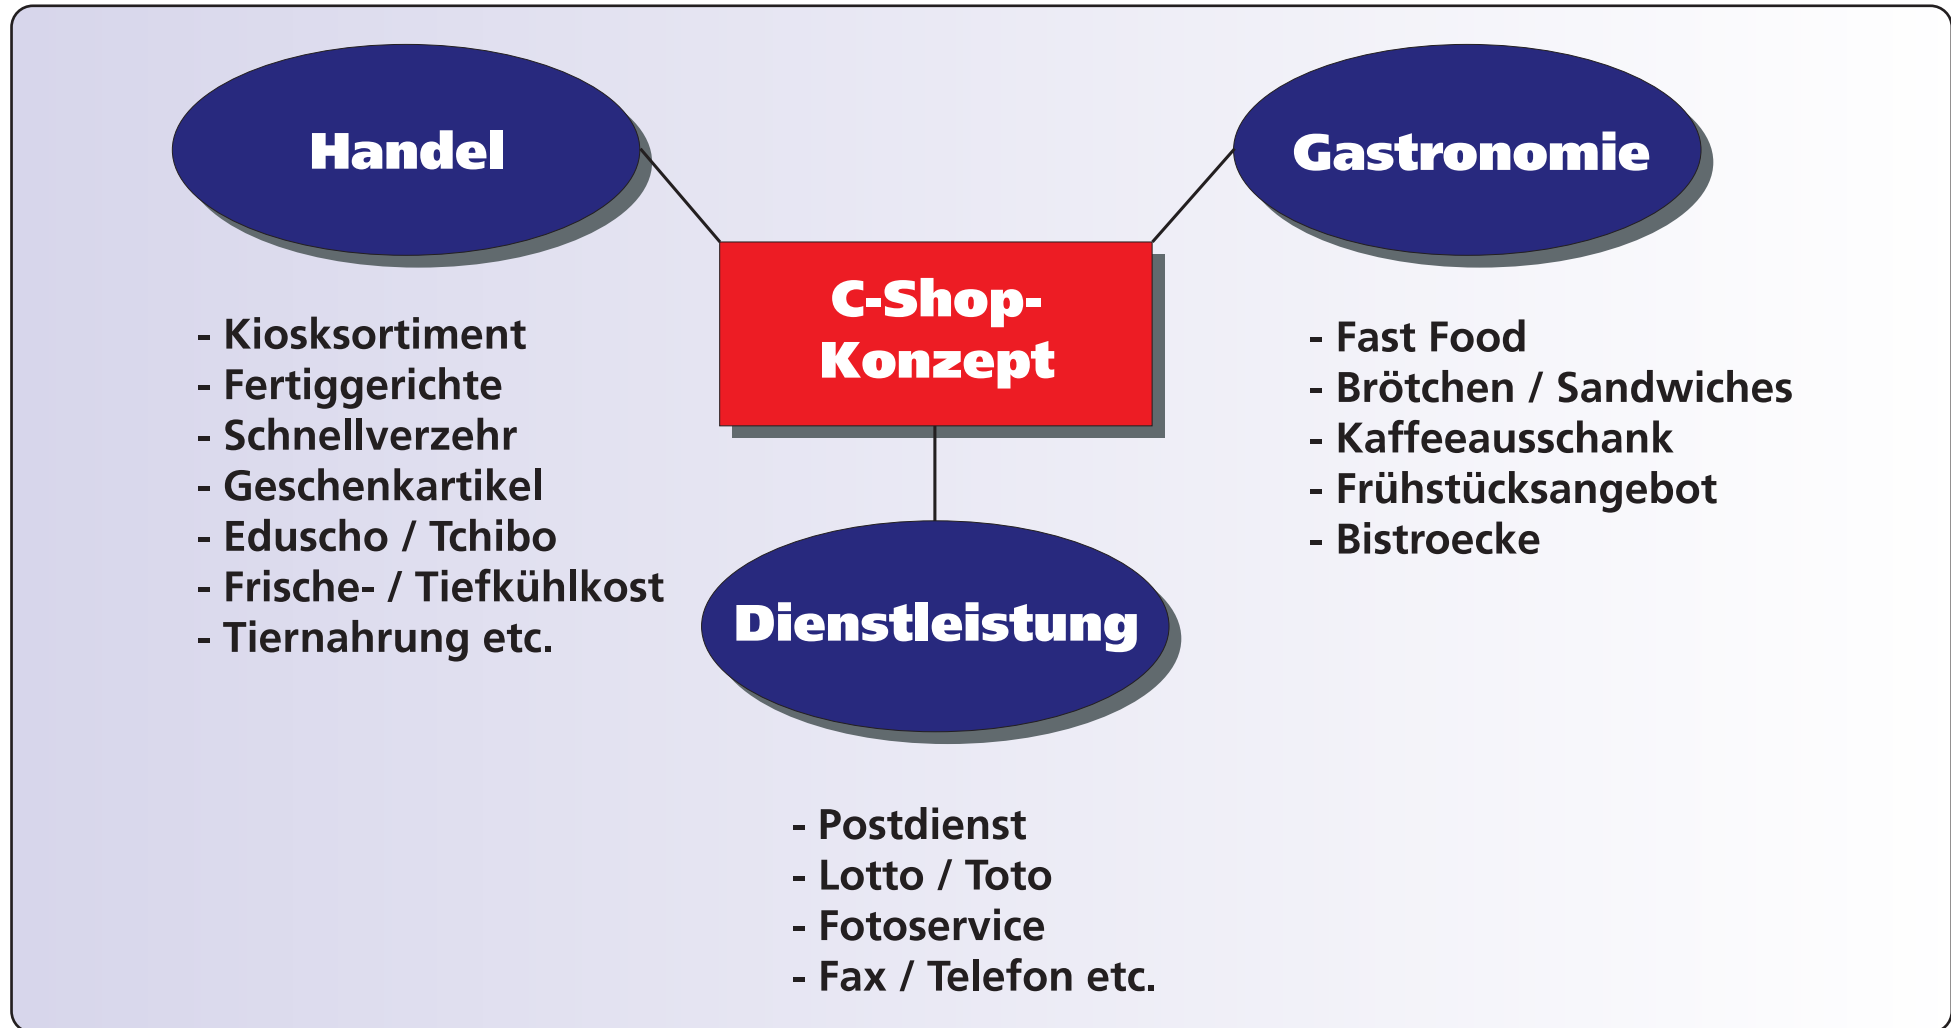 Handel
- Kiosksortiment
- Fertiggerichte
- Schnellverzehr
- Geschenkartikel
- Eduscho / Tchibo
- Frische- / Tiefkühlkost
- Tiernahrung etc.
C-Shop-
Konzept
Gastronomie
- Fast Food
- Brötchen / Sandwiches
- Kaffeeausschank
- Frühstücksangebot
- Bistroecke
Dienstleistung
- Postdienst
- Lotto / Toto
- Fotoservice
- Fax / Telefon etc.